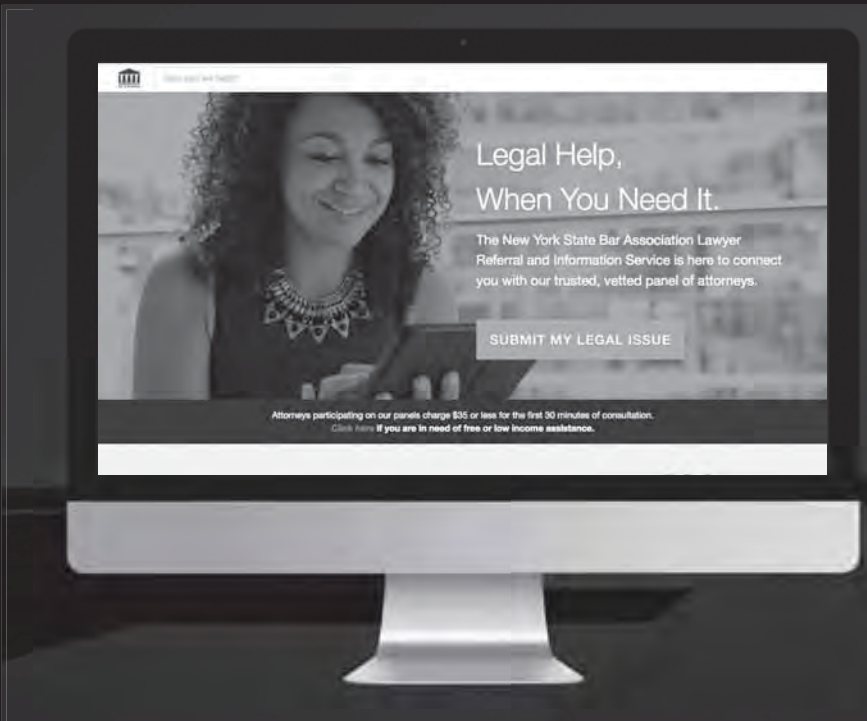 Legal Help,
When You Need It.
The New York State Bar Association Lawyer
Referral and Information Service is here to connect
you with our trusted, vetted panel of attorneys.
SUBMIT MY LEGAL ISSUE
Attorneys participating on our panels charge $35 or less for the first 30 minutes of consultation.
Click here if you are in need of free or low income assistance.